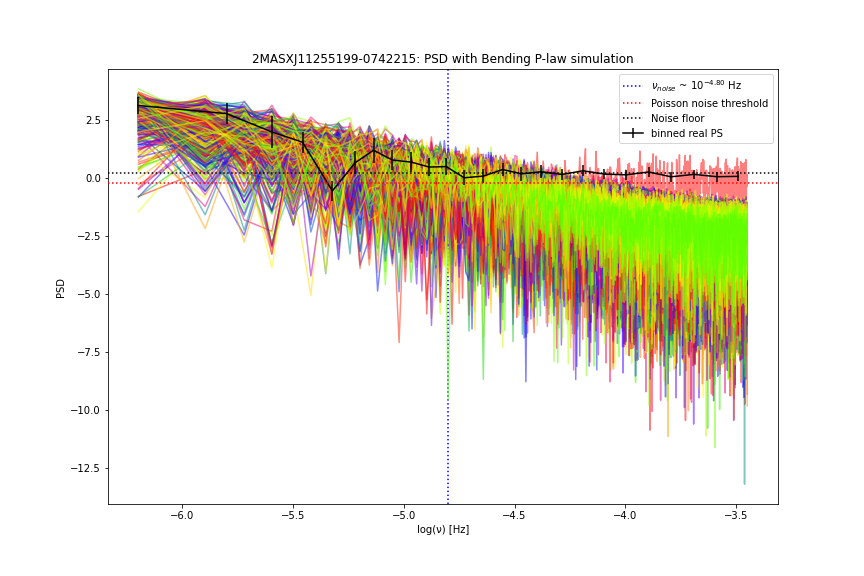 2MASXJ11255199-0742215: PSD with Bending P-law simulation
ν_noise ~ 10^−4.80 Hz
Poisson noise threshold
Noise floor
binned real PS
PSD
2.5
0.0
−2.5
−5.0
−7.5
−10.0
−12.5
−6.0 −5.5 −5.0 −4.5 −4.0 −3.5
log(ν) [Hz]